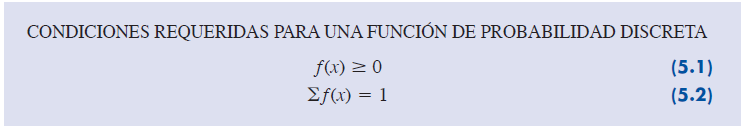 CONDICIONES REQUERIDAS PARA UNA FUNCIÓN DE PROBABILIDAD DISCRETA
f(x) ≥ 0 (5.1)
Σf(x) = 1 (5.2)